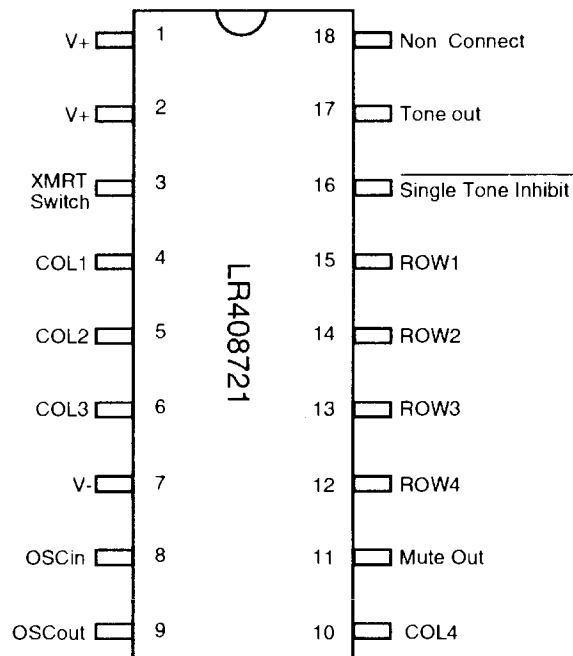 V+ 1 18 Non Connect
V+ 2 17 Tone out
XMRT
Switch 3 16 Single Tone Inhibit
COL1 4 15 ROW1
COL2 5 14 ROW2
COL3 6 13 ROW3
V- 7 12 ROW4
OSCin 8 11 Mute Out
OSCout 9 10 COL4
LR408721